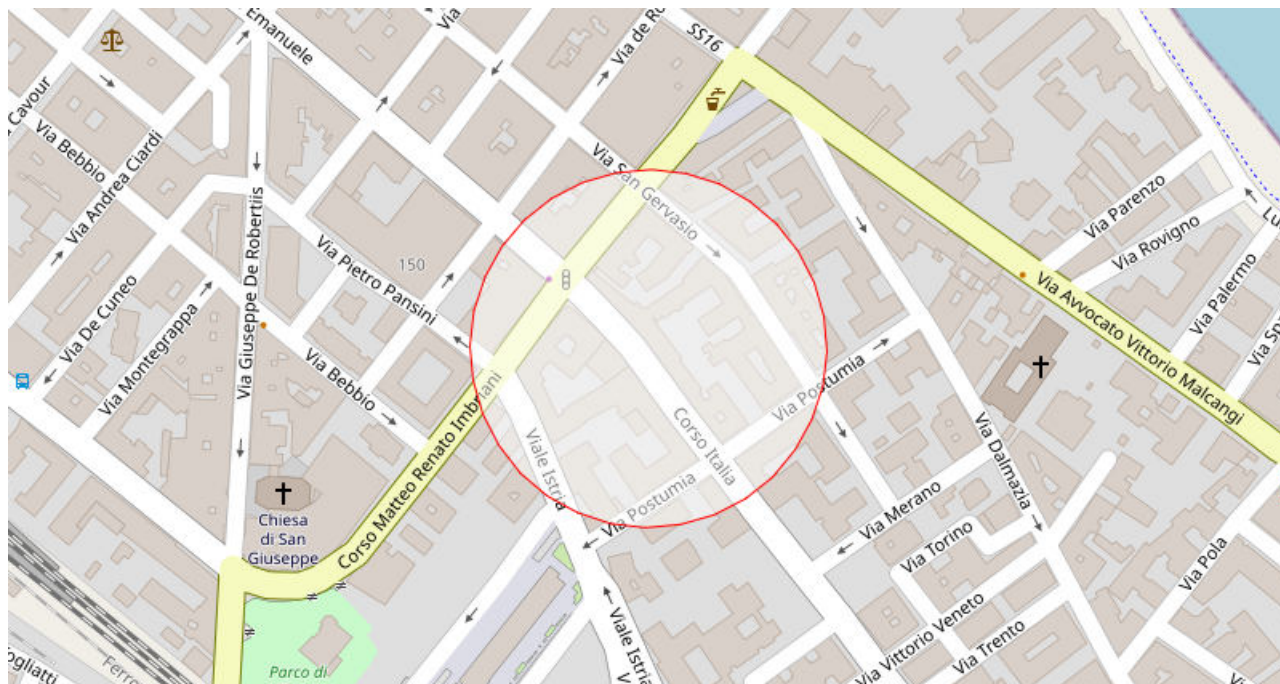 Emanuele
Via
Via
Via de Ro
SS16
Cavour
Via Bebbio
Via Andrea Ciardi
Via San Gervasio
Via Parenzo
Via Rovigno
Via Giuseppe De Robertis
Via Pietro Pansini
150
Via De Cuneo
Via Montegrappa
Via Bebbio
Via Avvocato Vittorio Malcangi
Via Palermo
Corso Matteo Renato Imbriani
Via Postumia
Corso Italia
Viale Istria
Via Dalmazia
Via Postumia
Via Merano
Chiesa
di San
Giuseppe
Via Torino
Via Pola
Viale Istria
Via Vittorio Veneto
Via Trento
Parco di
Ferro
ogliatti